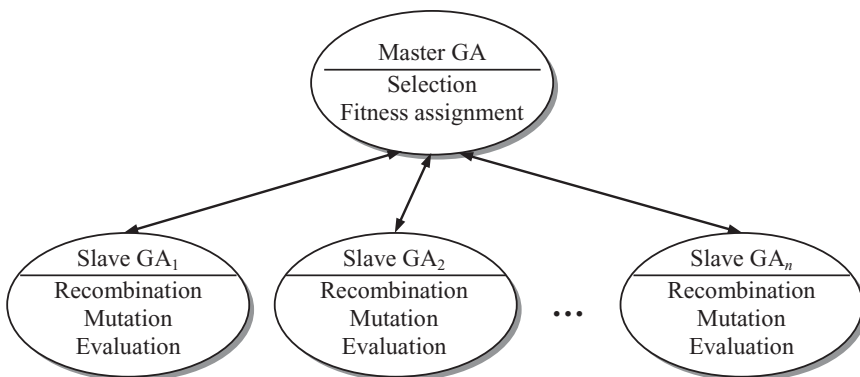 Master GA
Selection
Fitness assignment
Slave GA₁
Recombination
Mutation
Evaluation
Slave GA₂
Recombination
Mutation
Evaluation
...
Slave GAₙ
Recombination
Mutation
Evaluation